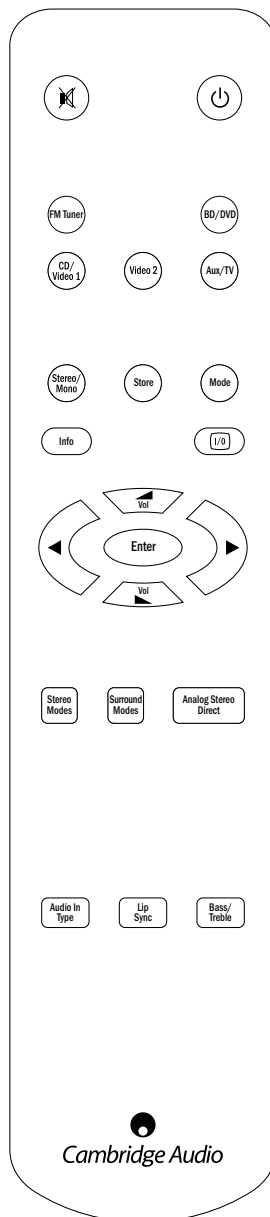 FM Tuner
BD/DVD
CD/
Video 1
Video 2
Aux/TV
Stereo/
Mono
Store
Mode
Info
I/O
Vol
Enter
Vol
Stereo
Modes
Surround
Modes
Analog Stereo
Direct
Audio In
Type
Lip
Sync
Bass/
Treble
Cambridge Audio